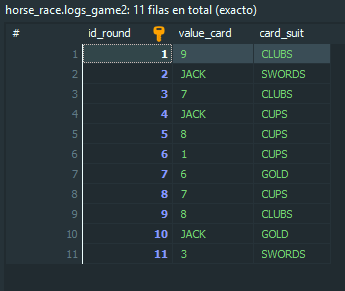 horse_race.logs_game2: 11 filas en total (exacto)
# id_round value_card card_suit
1 1 9 CLUBS
2 2 JACK SWORDS
3 3 7 CLUBS
4 4 JACK CUPS
5 5 8 CUPS
6 6 1 CUPS
7 7 6 GOLD
8 8 7 CUPS
9 9 8 CLUBS
10 10 JACK GOLD
11 11 3 SWORDS